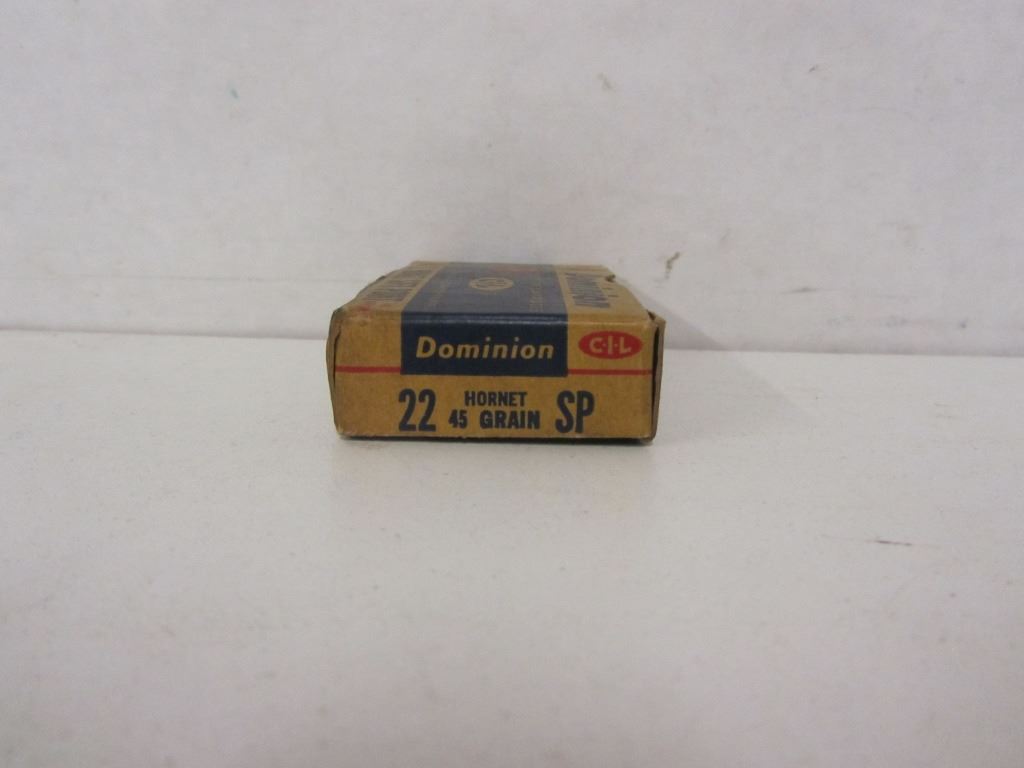 Dominion
C-I-L
22 HORNET 45 GRAIN SP